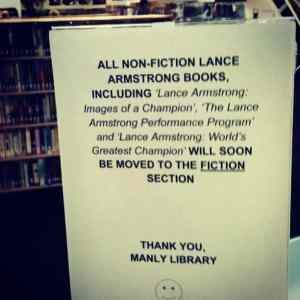 ALL NON-FICTION LANCE
ARMSTRONG BOOKS,
INCLUDING 'Lance Armstrong:
Images of a Champion', 'The Lance
Armstrong Performance Program'
and 'Lance Armstrong: World's
Greatest Champion' WILL SOON
BE MOVED TO THE FICTION
SECTION
THANK YOU,
MANLY LIBRARY